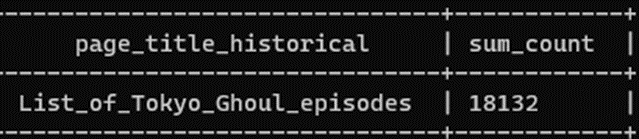 page_title_historical | sum_count |
List_of_Tokyo_Ghoul_episodes | 18132 |